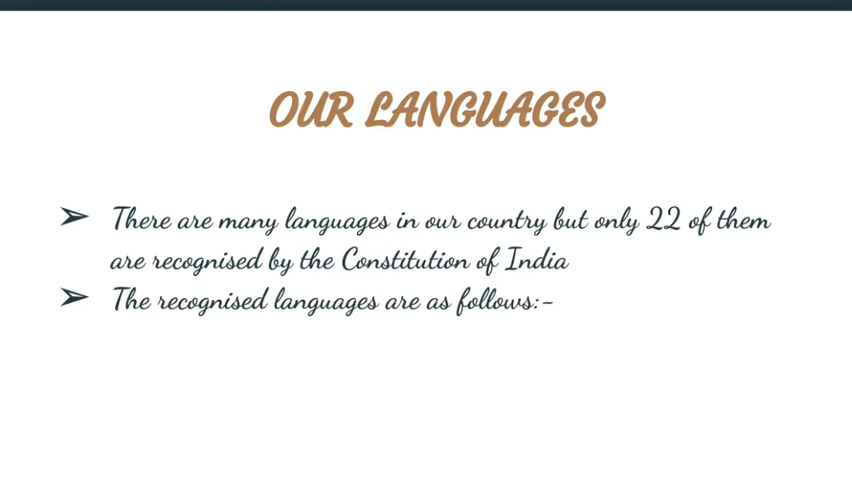 OUR LANGUAGES
➢ There are many languages in our country but only 22 of them
are recognised by the Constitution of India
➢ The recognised languages are as follows:-